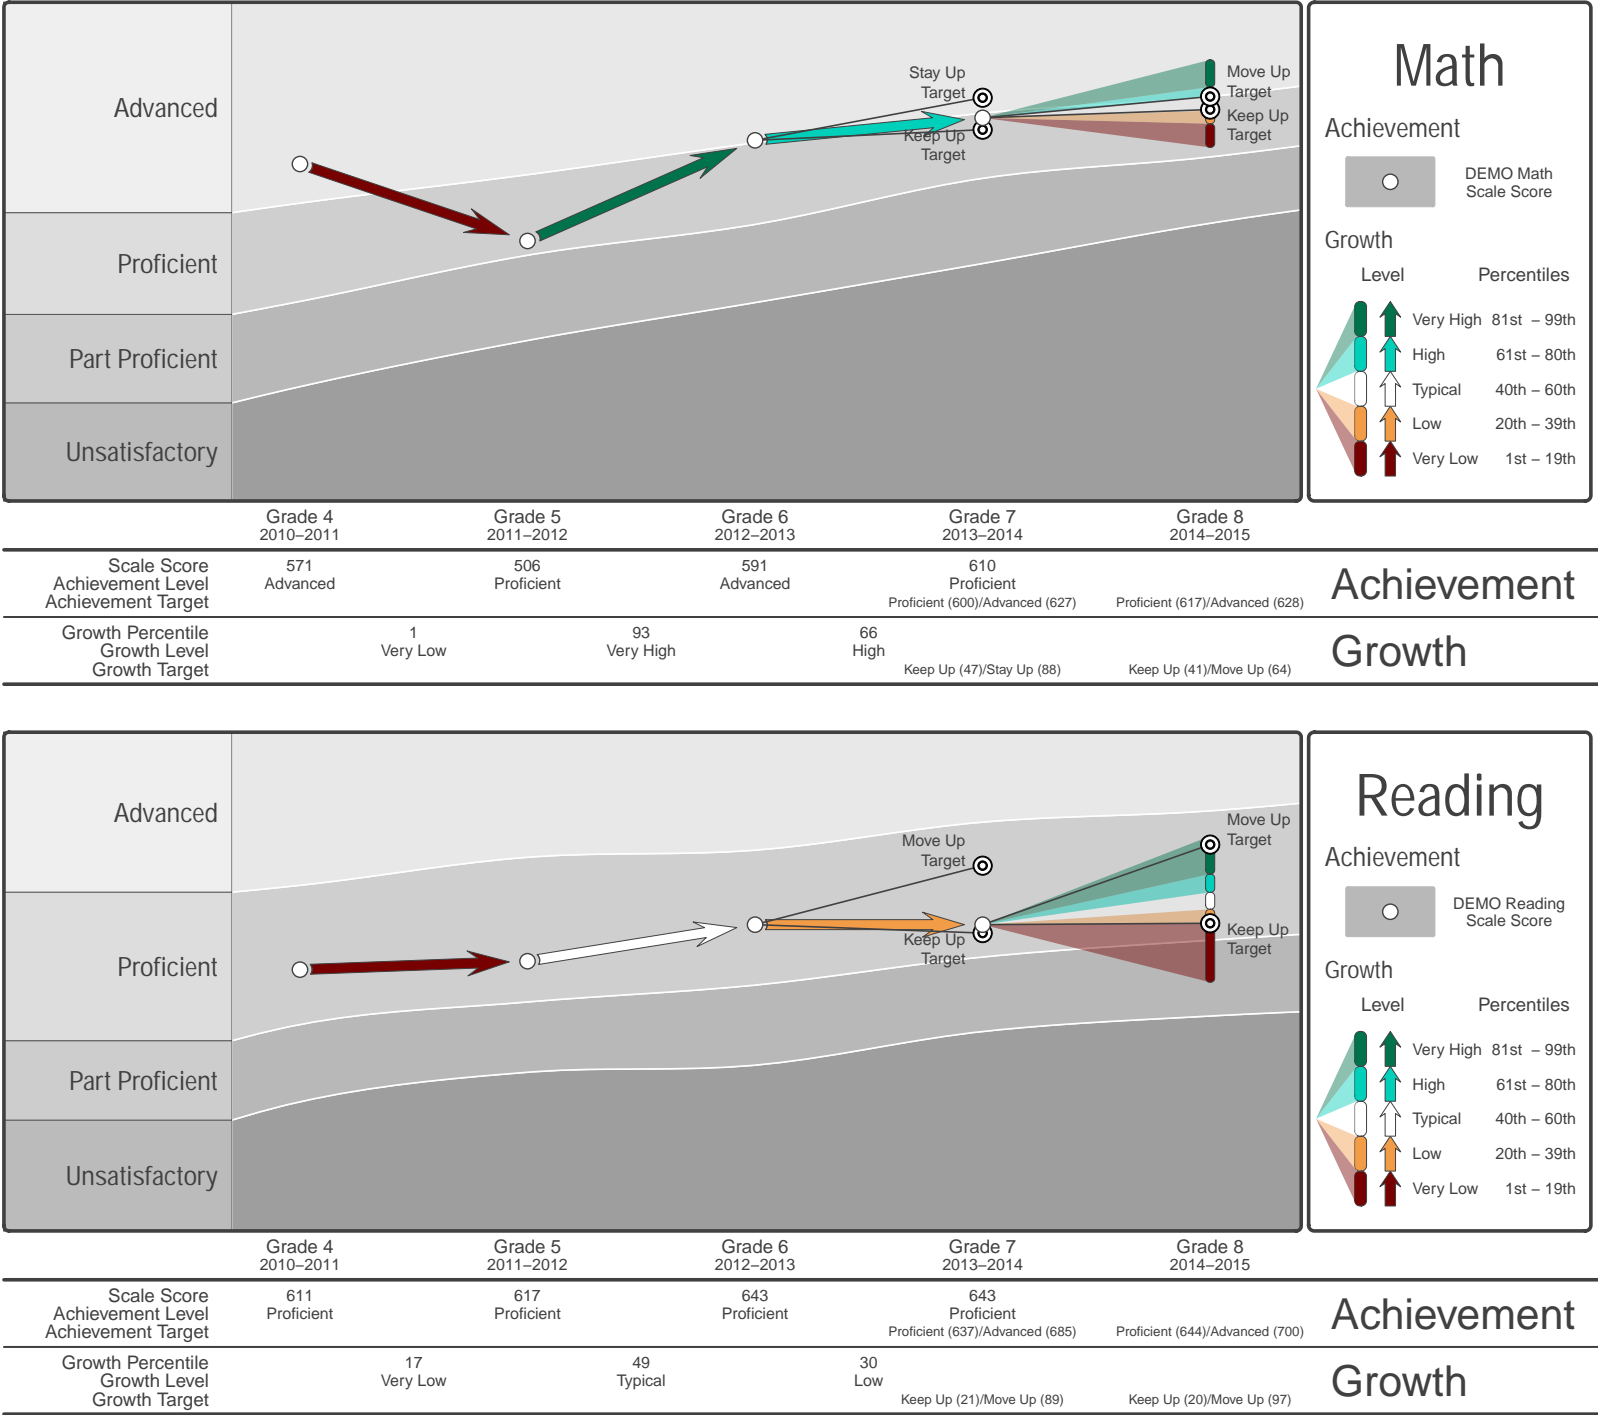 Advanced
Proficient
Part Proficient
Unsatisfactory
Stay Up
Target
Keep Up
Target
Move Up
Target
Keep Up
Target
Math
Achievement
DEMO Math
Scale Score
Growth
Level Percentiles
Very High 81st – 99th
High 61st – 80th
Typical 40th – 60th
Low 20th – 39th
Very Low 1st – 19th
Grade 4 Grade 5 Grade 6 Grade 7 Grade 8
2010–2011 2011–2012 2012–2013 2013–2014 2014–2015
Scale Score 571 506 591 610
Achievement Level Advanced Proficient Advanced Proficient
Achievement Target Proficient (600)/Advanced (627) Proficient (617)/Advanced (628)
Achievement
Growth Percentile 1 93 66
Growth Level Very Low Very High High
Growth Target Keep Up (47)/Stay Up (88) Keep Up (41)/Move Up (64)
Growth
Advanced
Proficient
Part Proficient
Unsatisfactory
Move Up
Target
Keep Up
Target
Move Up
Target
Keep Up
Target
Reading
Achievement
DEMO Reading
Scale Score
Growth
Level Percentiles
Very High 81st – 99th
High 61st – 80th
Typical 40th – 60th
Low 20th – 39th
Very Low 1st – 19th
Grade 4 Grade 5 Grade 6 Grade 7 Grade 8
2010–2011 2011–2012 2012–2013 2013–2014 2014–2015
Scale Score 611 617 643 643
Achievement Level Proficient Proficient Proficient Proficient
Achievement Target Proficient (637)/Advanced (685) Proficient (644)/Advanced (700)
Achievement
Growth Percentile 17 49 30
Growth Level Very Low Typical Low
Growth Target Keep Up (21)/Move Up (89) Keep Up (20)/Move Up (97)
Growth